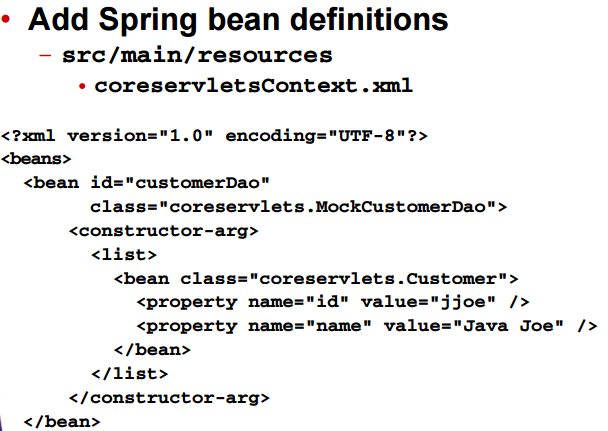 • Add Spring bean definitions
– src/main/resources
• coreservletsContext.xml
<?xml version="1.0" encoding="UTF-8"?>
<beans>
  <bean id="customerDao"
        class="coreservlets.MockCustomerDao">
      <constructor-arg>
        <list>
          <bean class="coreservlets.Customer">
            <property name="id" value="jjoe" />
            <property name="name" value="Java Joe" />
          </bean>
        </list>
      </constructor-arg>
  </bean>